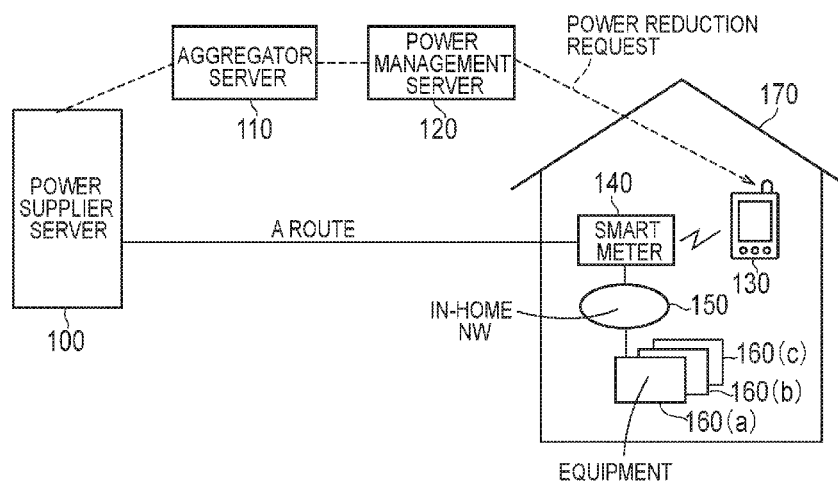 AGGREGATOR
SERVER
110
POWER
MANAGEMENT
SERVER
120
POWER REDUCTION
REQUEST
170
POWER
SUPPLIER
SERVER
100
A ROUTE
140
SMART
METER
130
IN-HOME
NW
150
160(c)
160(b)
160(a)
EQUIPMENT